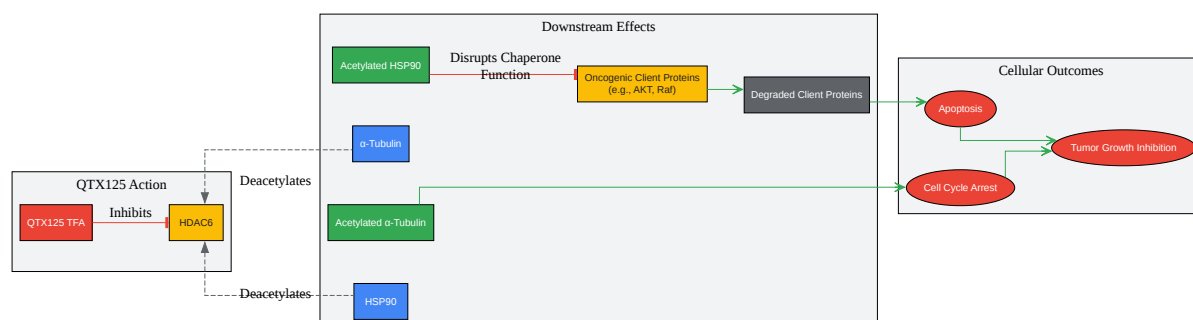 Downstream Effects
Acetylated HSP90
Disrupts Chaperone
Function
Oncogenic Client Proteins
(e.g., AKT, Raf)
Degraded Client Proteins
α-Tubulin
Deacetylates
Acetylated α-Tubulin
Deacetylates
HSP90
QTX125 Action
QTX125 TFA
Inhibits
HDAC6
Cellular Outcomes
Apoptosis
Tumor Growth Inhibition
Cell Cycle Arrest